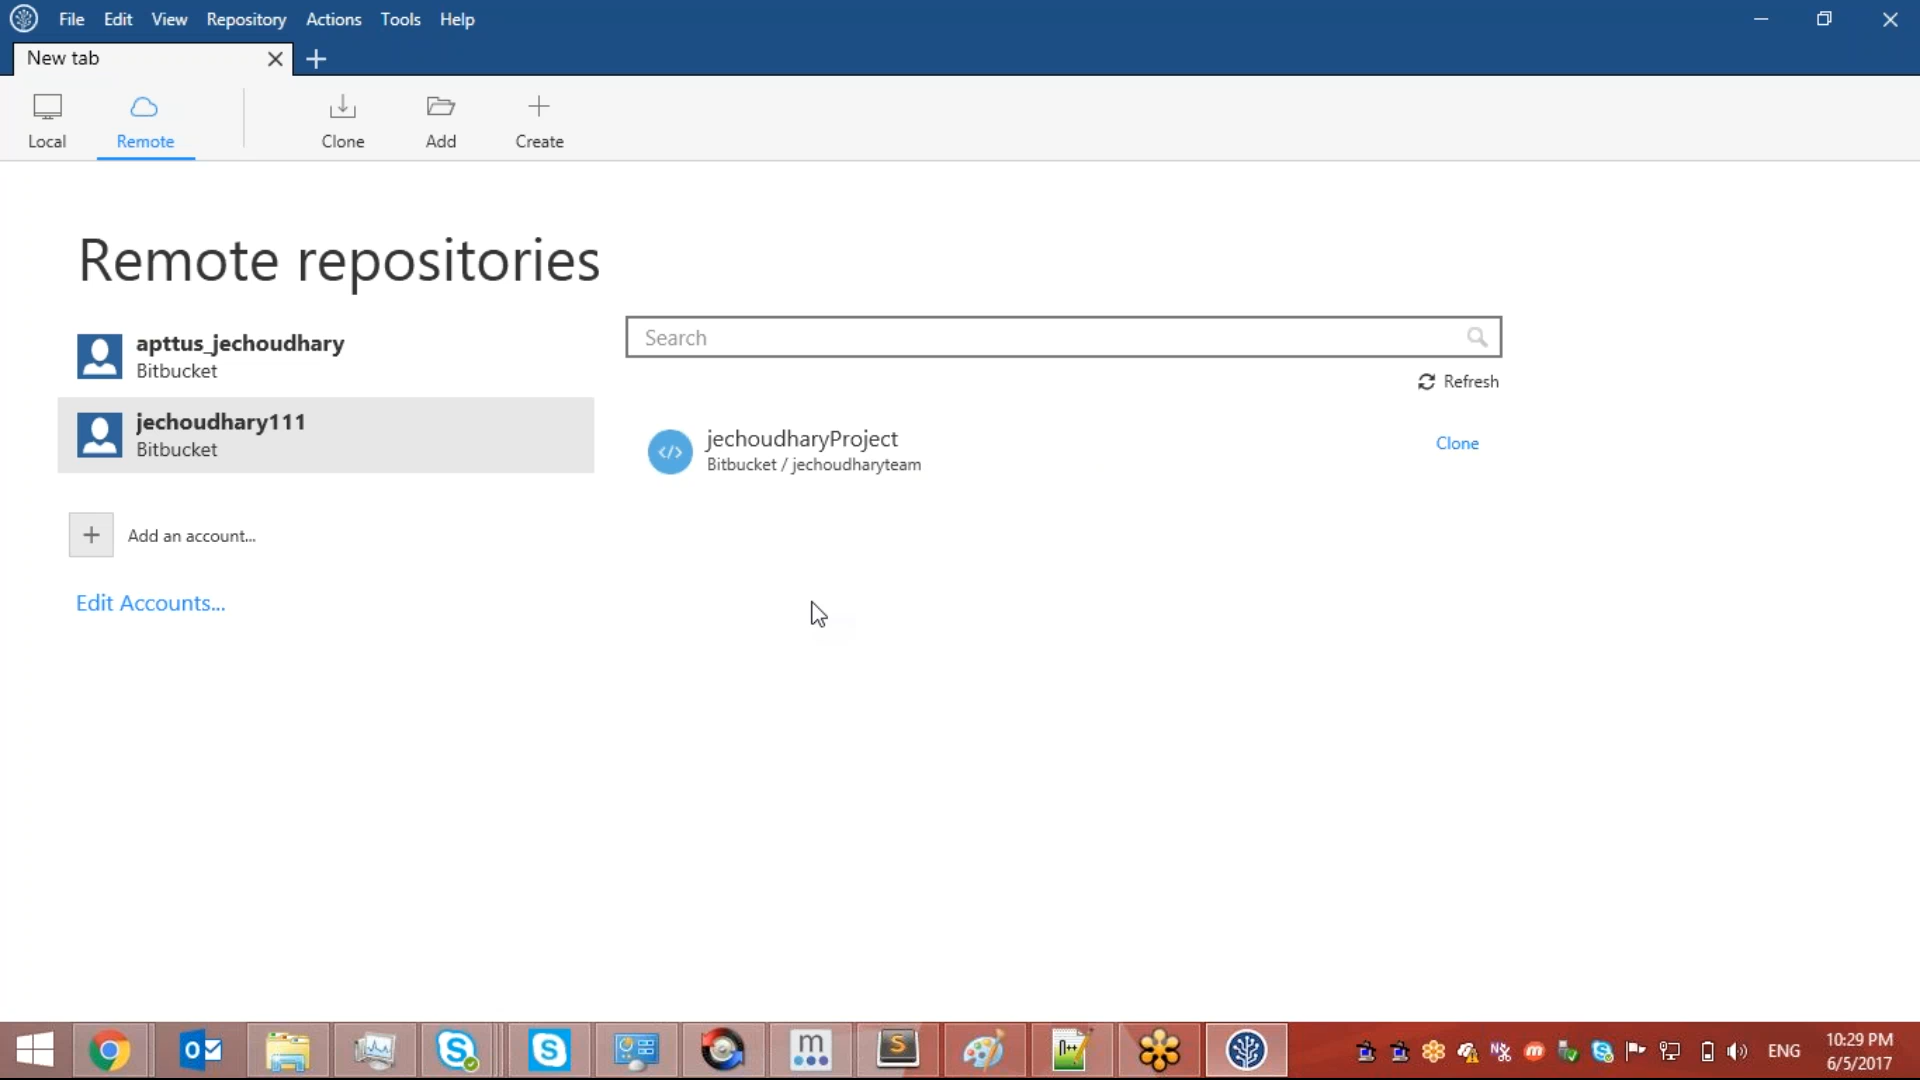 File Edit View Repository Actions Tools Help
New tab
Local Remote Clone Add Create
Remote repositories
apttus_jechoudhary
Bitbucket
jechoudhary111
Bitbucket
Add an account...
Edit Accounts...
Search
Refresh
jechoudharyProject
Bitbucket / jechoudharyteam
Clone
ENG
10:29 PM
6/5/2017